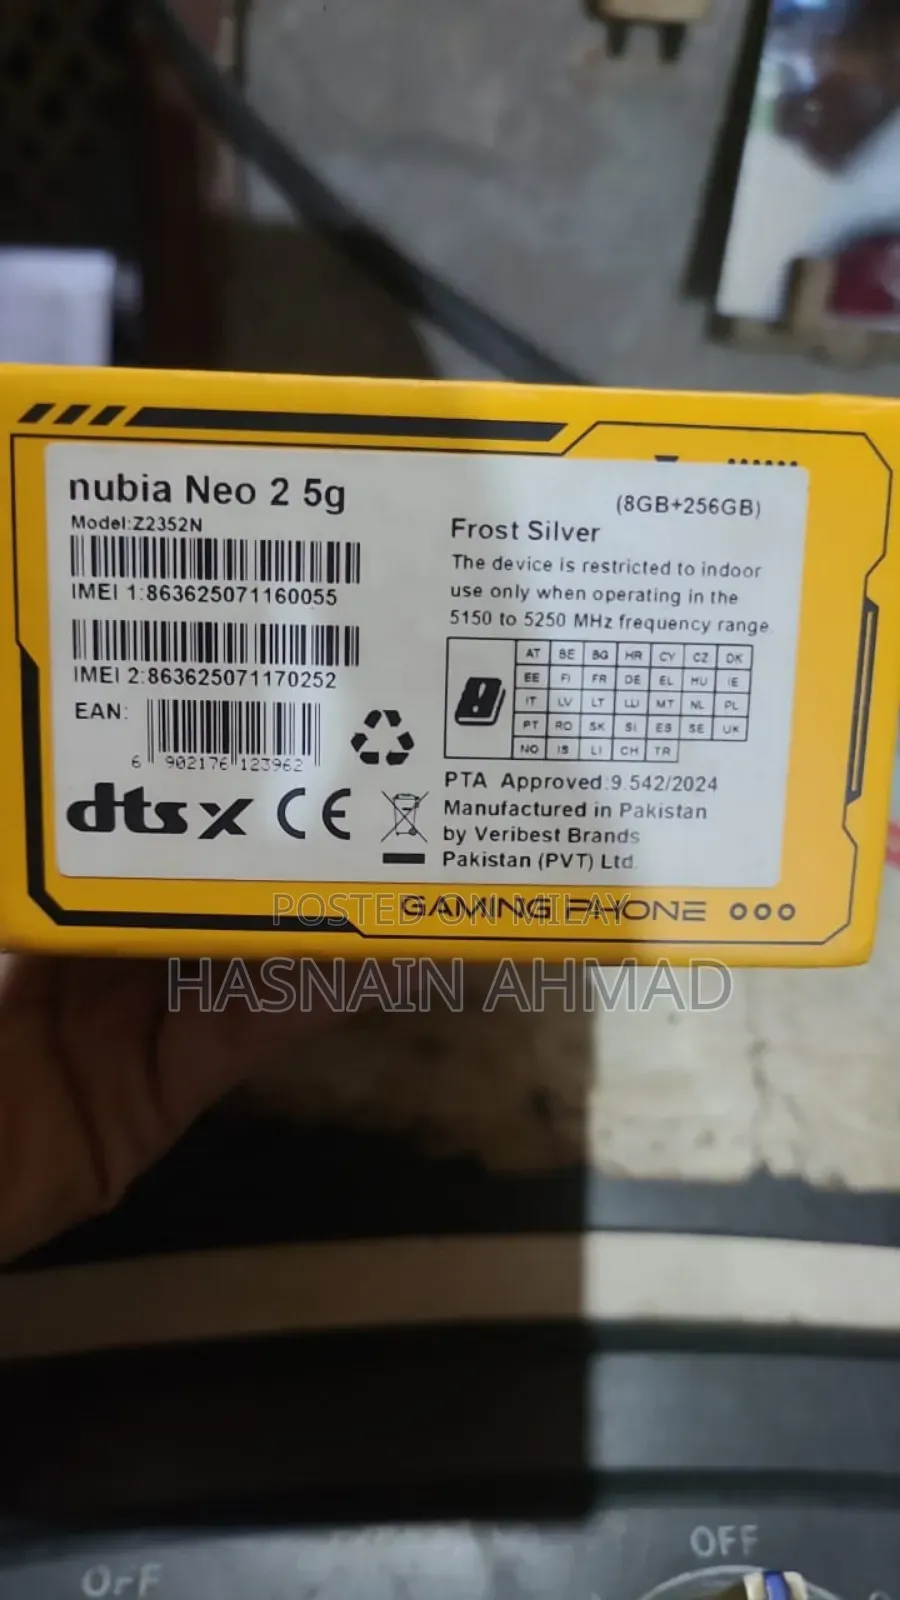 nubia Neo 2 5g
Model:Z2352N
IMEI 1:863625071160055
IMEI 2:863625071170252
EAN:
6 902176 123962
dts x CE
(8GB+256GB)
Frost Silver
The device is restricted to indoor
use only when operating in the
5150 to 5250 MHz frequency range.
AT BE BG HR CY CZ DK
EE FI FR DE EL HU IE
IT LV LT LU MT NL PL
PT RO SK SI ES SE UK
NO IS LI CH TR
PTA Approved:9.542/2024
Manufactured in Pakistan
by Veribest Brands
Pakistan (PVT) Ltd.
GAMING PHONE
POSTED ON MILAY
HASNAIN AHMAD
OFF
OFF